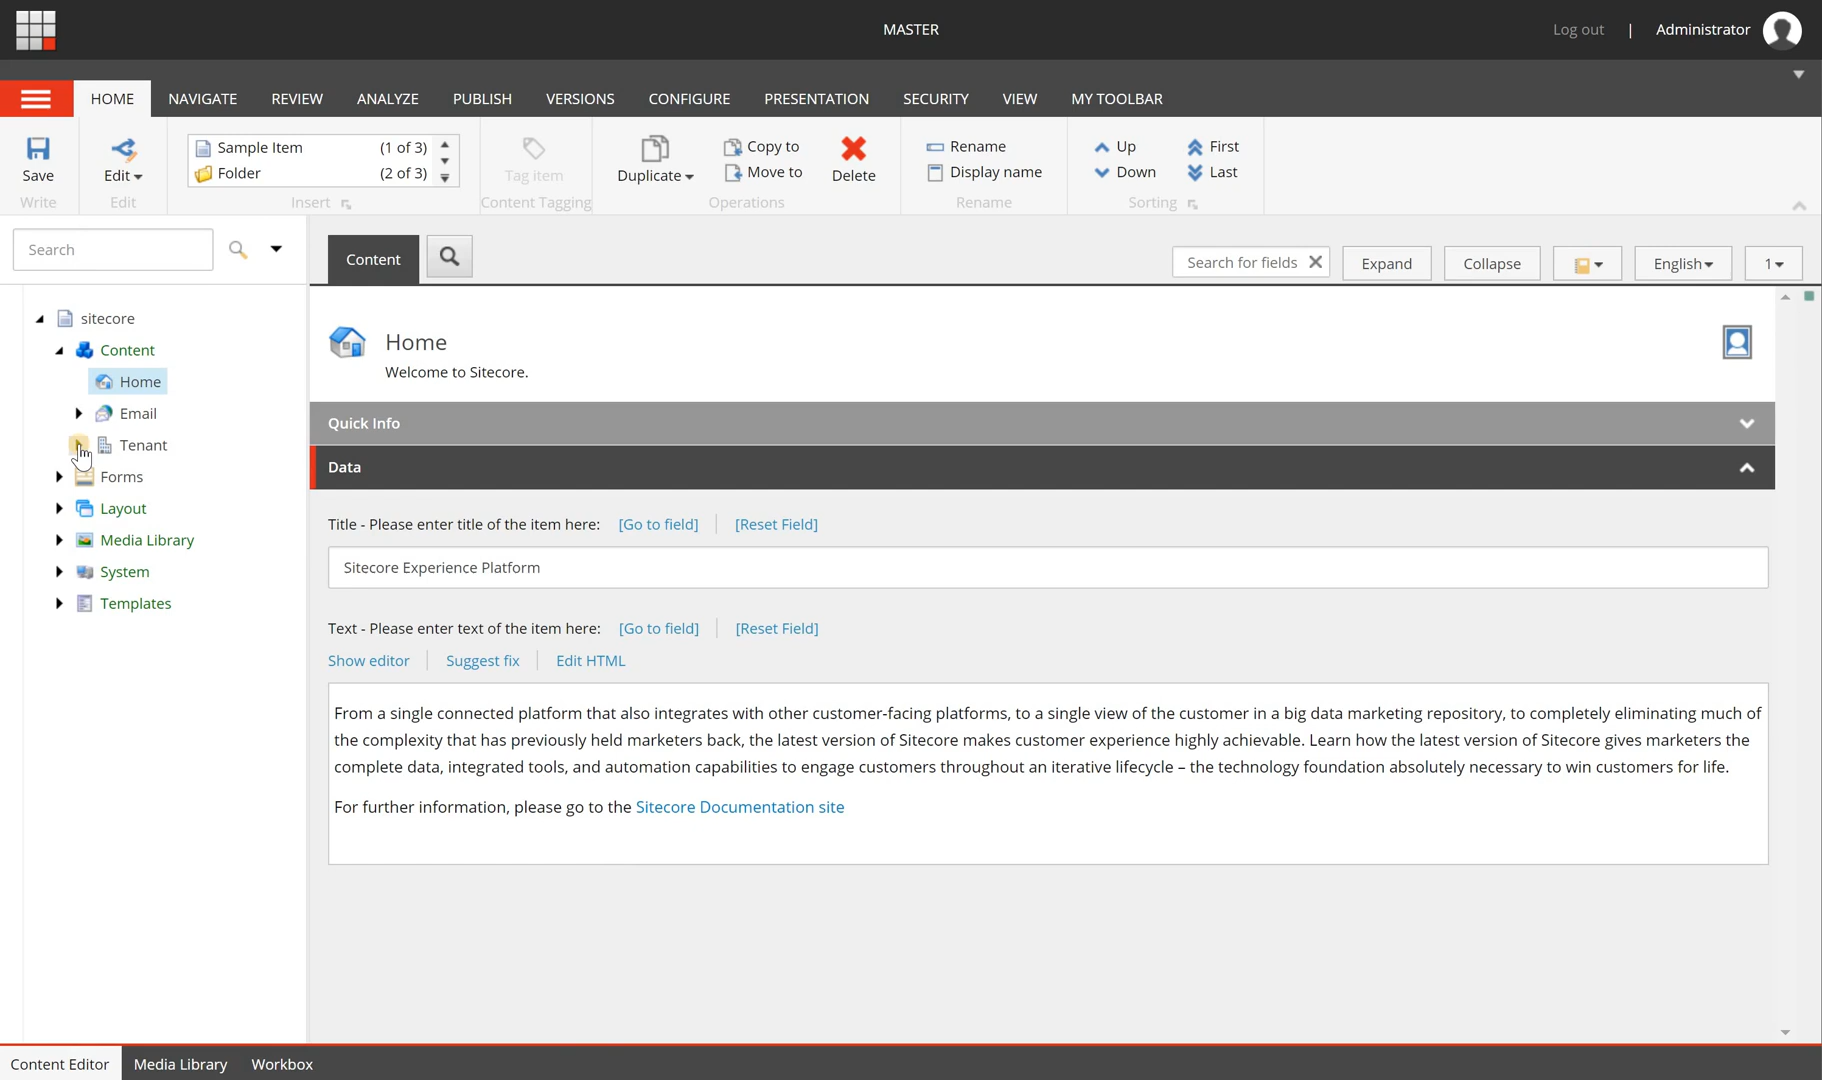 MASTER
Log out | Administrator
HOME NAVIGATE REVIEW ANALYZE PUBLISH VERSIONS CONFIGURE PRESENTATION SECURITY VIEW MY TOOLBAR
Sample Item (1 of 3) Copy to Rename Up First
Folder (2 of 3) Move to Display name Down Last
Save Edit Tag item Duplicate Delete
Write Edit Insert Content Tagging Operations Rename Sorting
Search
Content Search for fields Expand Collapse English 1
sitecore
Content
Home
Email
Tenant
Forms
Layout
Media Library
System
Templates
Home
Welcome to Sitecore.
Quick Info
Data
Title - Please enter title of the item here: [Go to field] [Reset Field]
Sitecore Experience Platform
Text - Please enter text of the item here: [Go to field] [Reset Field]
Show editor Suggest fix Edit HTML
From a single connected platform that also integrates with other customer-facing platforms, to a single view of the customer in a big data marketing repository, to completely eliminating much of
the complexity that has previously held marketers back, the latest version of Sitecore makes customer experience highly achievable. Learn how the latest version of Sitecore gives marketers the
complete data, integrated tools, and automation capabilities to engage customers throughout an iterative lifecycle – the technology foundation absolutely necessary to win customers for life.
For further information, please go to the Sitecore Documentation site
Content Editor Media Library Workbox